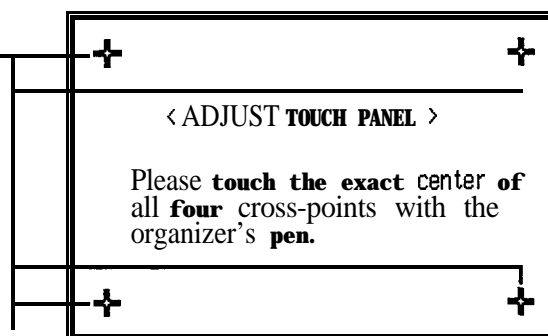 < ADJUST TOUCH PANEL >
Please touch the exact center of
all four cross-points with the
organizer's pen.